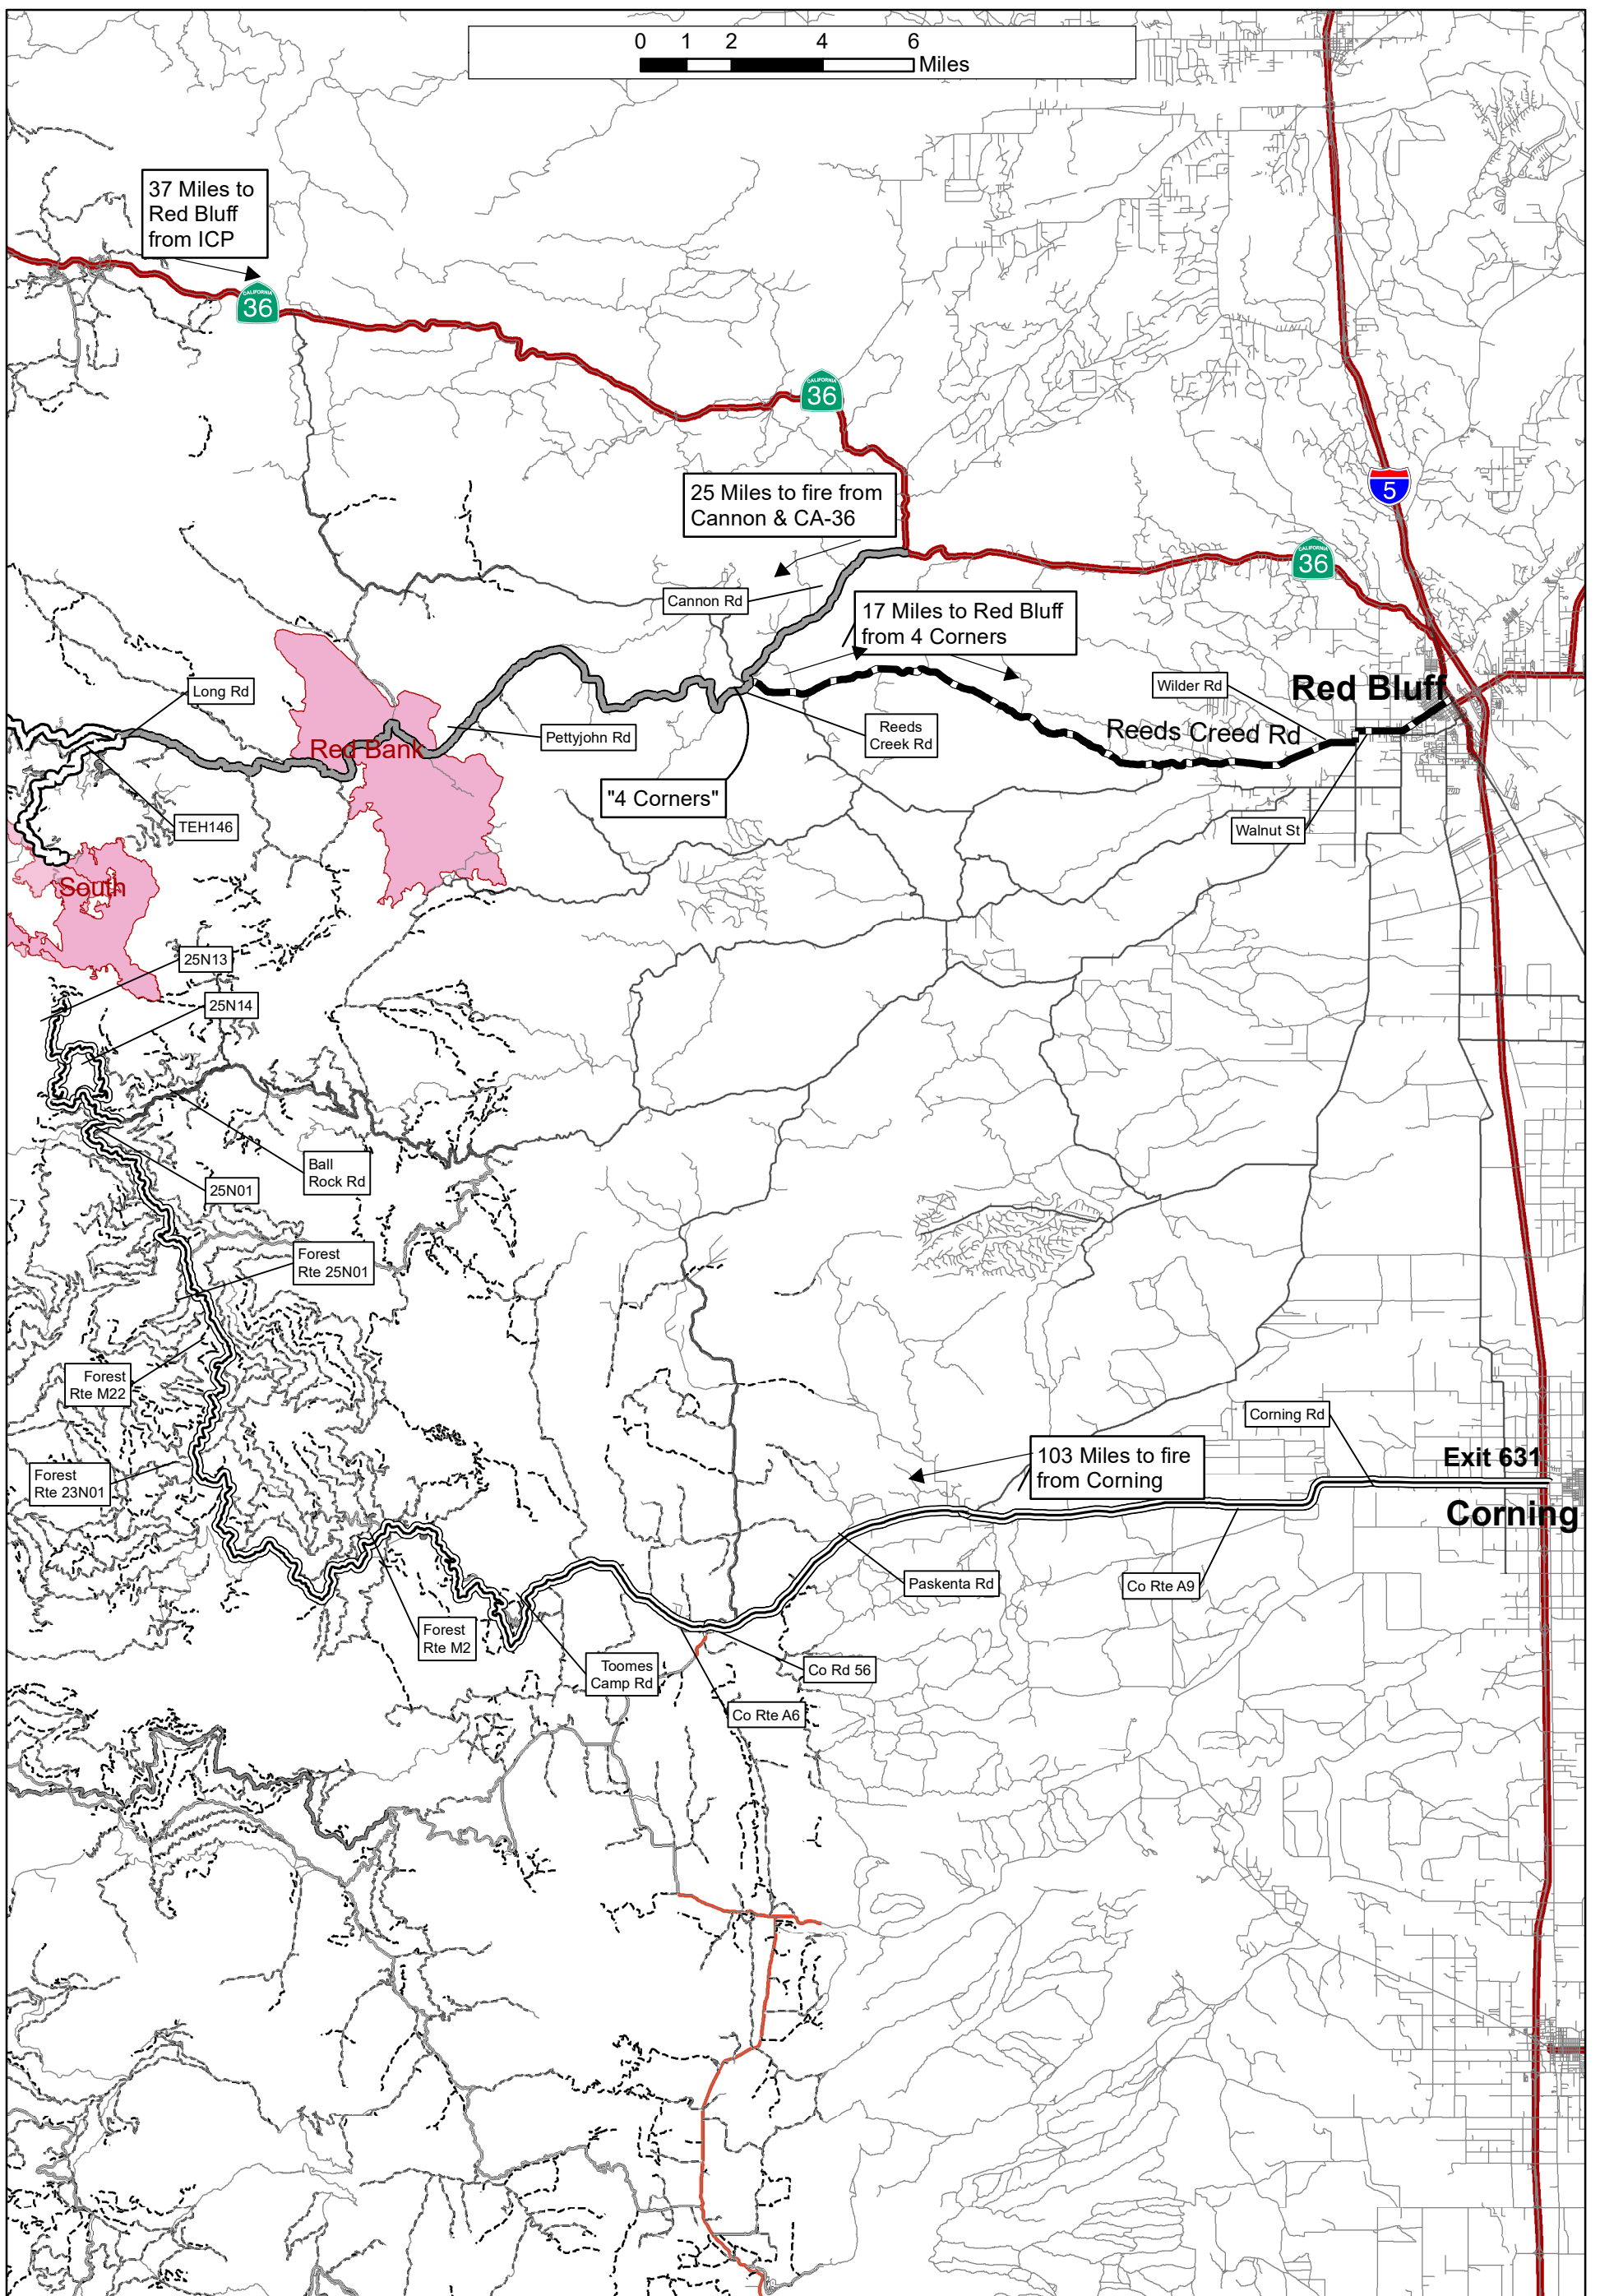 0 1 2 4 6
Miles
37 Miles to
Red Bluff
from ICP
CALIFORNIA
36
CALIFORNIA
36
25 Miles to fire from
Cannon & CA-36
5
CALIFORNIA
36
Cannon Rd
17 Miles to Red Bluff
from 4 Corners
Long Rd
Wilder Rd
Red Bluff
Reeds
Creek Rd
Reeds Creed Rd
Pettyjohn Rd
Red Bank
"4 Corners"
TEH146
Walnut St
South
25N13
25N14
Ball
Rock Rd
25N01
Forest
Rte 25N01
Forest
Rte M22
Corning Rd
Exit 631
103 Miles to fire
from Corning
Forest
Rte 23N01
Corning
Paskenta Rd
Co Rte A9
Forest
Rte M2
Toomes
Camp Rd
Co Rd 56
Co Rte A6